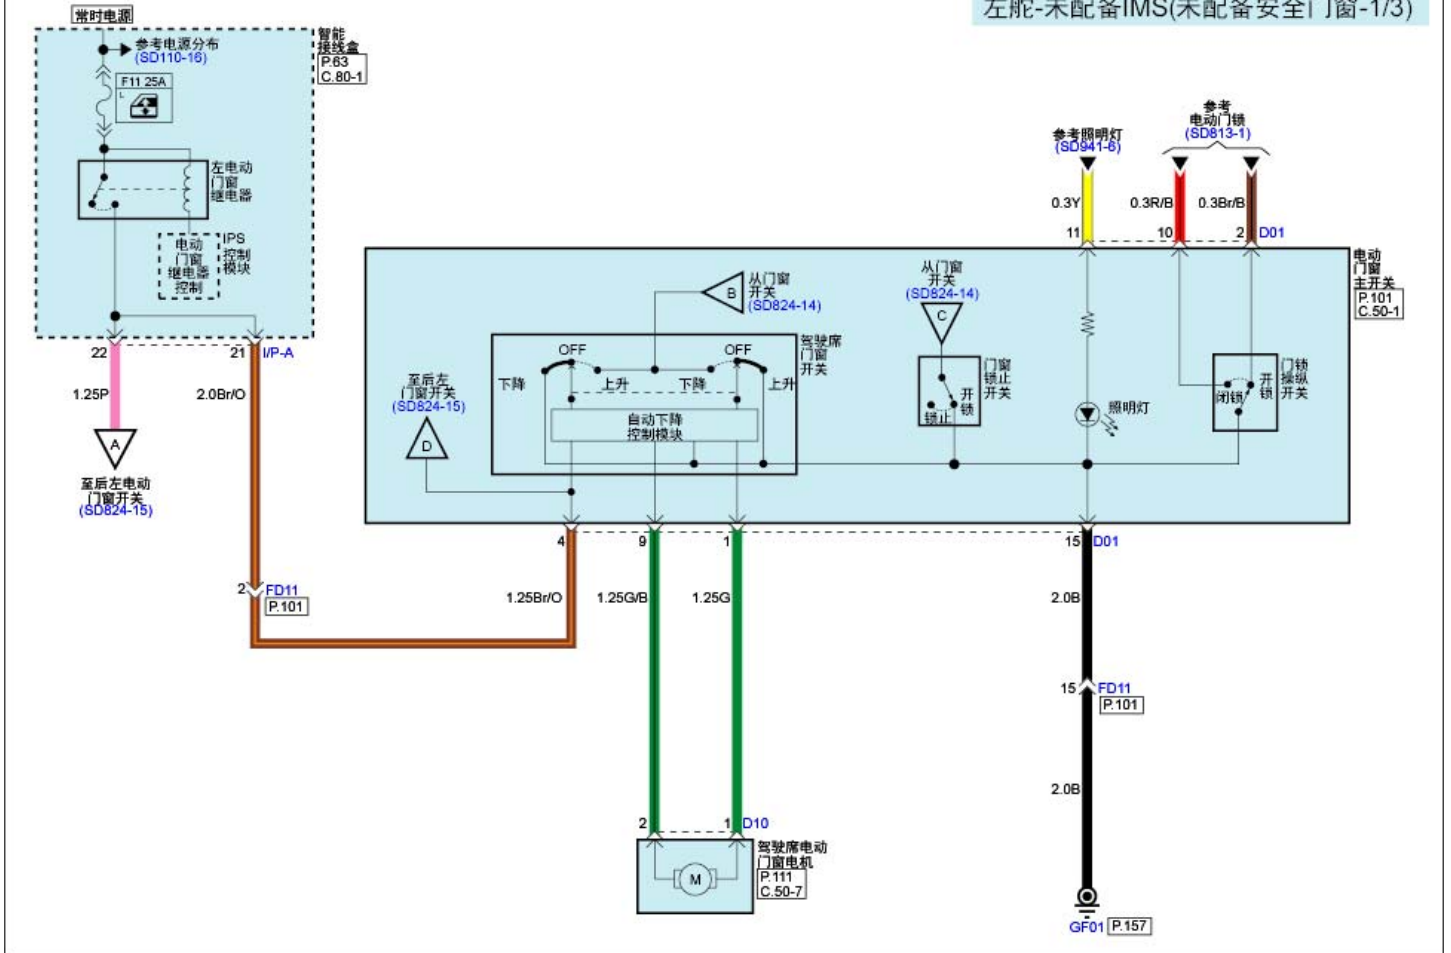 左舵-未配备IMS(未配备安全门窗-1/3)
常时电源
参考电源分布
(SD110-16)
智能
接线盒
P.63
C.80-1
F11 25A
L
左电动
门窗
继电器
电动
门窗
继电器
控制
IPS
控制
模块
22
21
I/P-A
1.25P
2.0Br/O
A
至后左电动
门窗开关
(SD824-15)
2
FD11
P.101
参考照明灯
(SD941-6)
参考
电动门锁
(SD813-1)
0.3Y
0.3R/B
0.3Br/B
11
10
2
D01
电动
门窗
主开关
P.101
C.50-1
B
从门窗
开关
(SD824-14)
从门窗
开关
(SD824-14)
C
驾驶席
门窗
开关
OFF
OFF
下降
上升
下降
上升
自动下降
控制模块
至后左
门窗开关
(SD824-15)
D
门窗
锁止
开关
开
锁
锁止
照明灯
门锁
操纵
开关
开
锁
闭锁
4
9
1
15
D01
1.25Br/O
1.25G/B
1.25G
2.0B
15
FD11
P.101
2.0B
2
1
D10
驾驶席电动
门窗电机
P.111
C.50-7
M
GF01
P.157